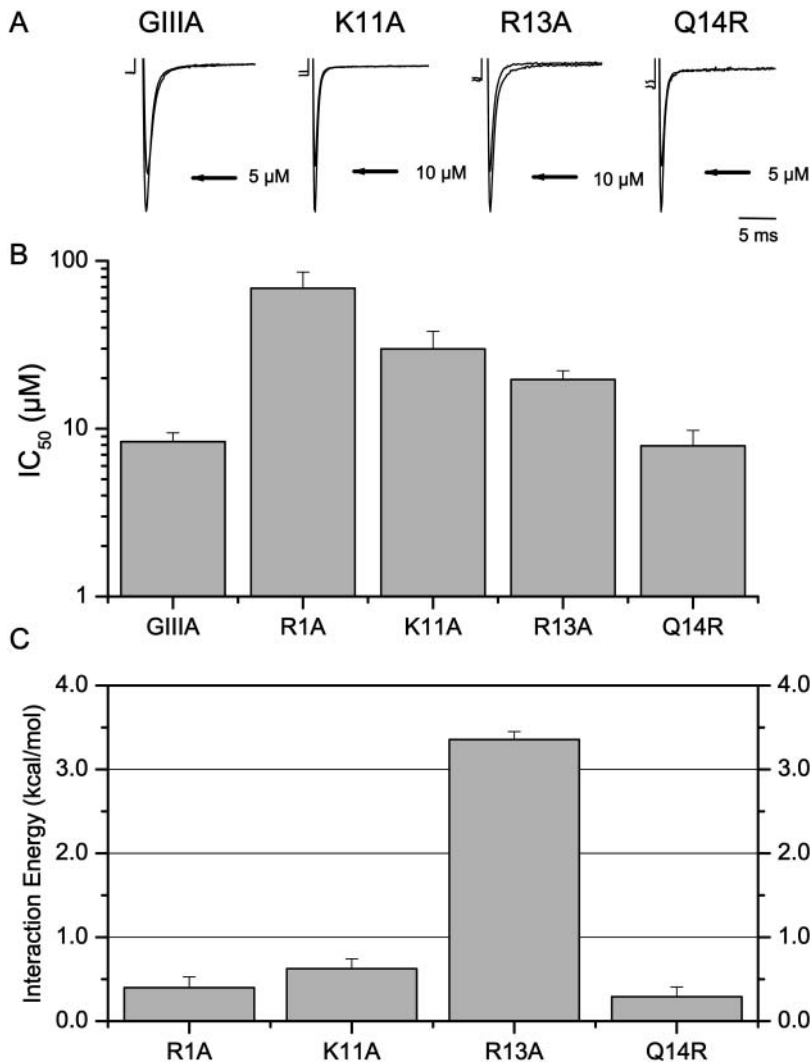 A GIIIA K11A R13A Q14R
5 µM 10 µM 10 µM 5 µM
5 ms
B
100
10
1
IC50 (µM)
GIIIA R1A K11A R13A Q14R
C
4.0 4.0
3.0 3.0
2.0 2.0
1.0 1.0
0.0 0.0
Interaction Energy (kcal/mol)
R1A K11A R13A Q14R